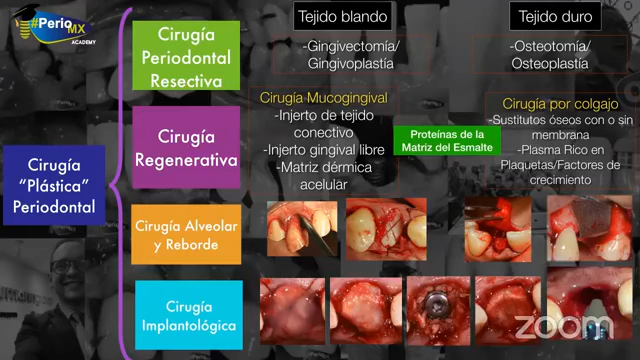 #Perio
MX
ACADEMY
Cirugía
"Plástica"
Periodontal
Cirugía
Periodontal
Resectiva
Cirugía
Regenerativa
Cirugía Alveolar
y Reborde
Cirugía
Implantológica
Tejido blando
-Gingivectomía/
Gingivoplastía
Cirugía Mucogingival
-Injerto de tejido
conectivo
-Injerto gingival libre
-Matriz dérmica
acelular
Proteínas de la
Matriz del Esmalte
Tejido duro
-Osteotomía/
Osteoplastía
Cirugía por colgajo
-Sustitutos óseos con o sin
membrana
-Plasma Rico en
Plaquetas/Factores de
crecimiento
zoom